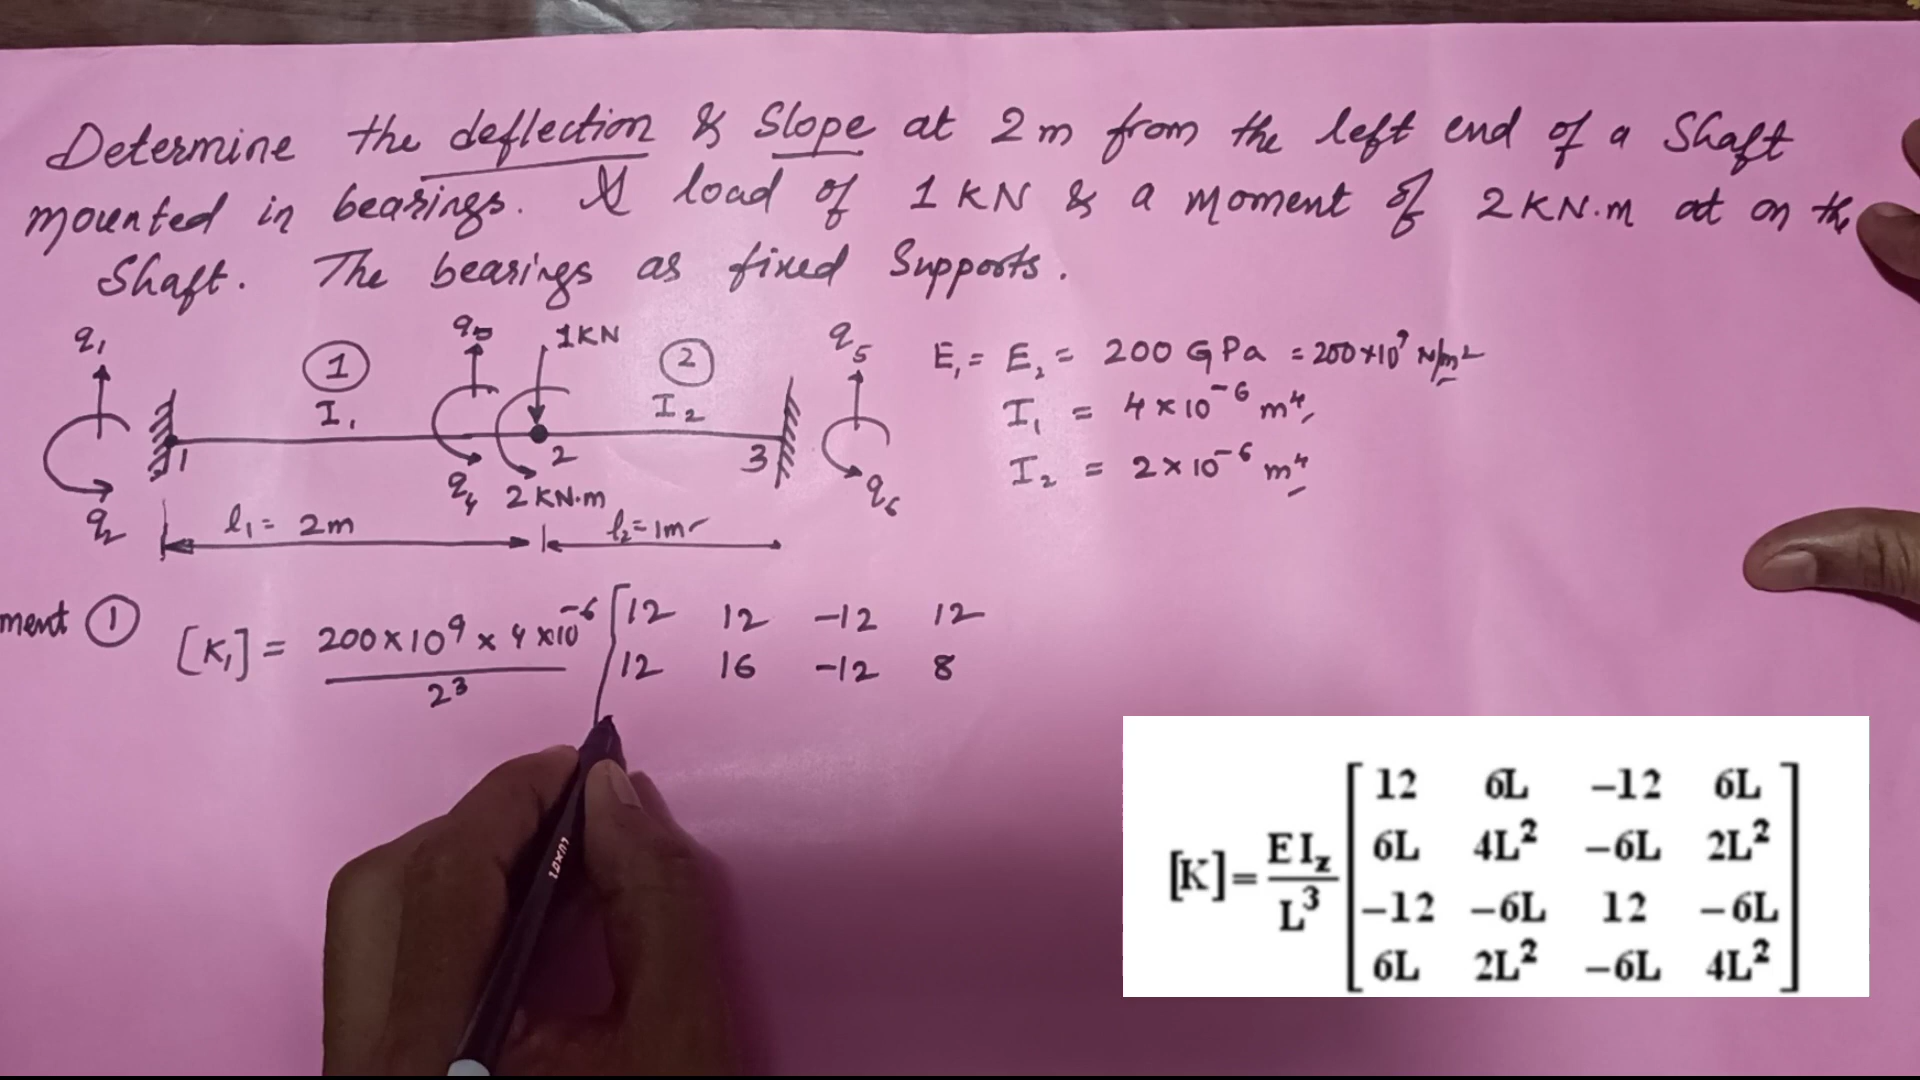 Determine the deflection & Slope at 2m from the left end of a Shaft
mounted in bearings. A load of 1 KN & a moment of 2 KN.m at on the
Shaft. The bearings as fixed Supports.
q1 q3 1KN q5
1 2
I1 I2
E1 = E2 = 200 GPa = 200×10⁹ N/m²
I1 = 4×10⁻⁶ m⁴
I2 = 2×10⁻⁶ m⁴
1 2 3
q2 q4 2 KN.m q6
l1 = 2m l2 = 1m
ment 1 [K1] = 200×10⁹ × 4×10⁻⁶ / 2³ [ 12 12 -12 12
12 16 -12 8
LUXOR
[K] = E Iz / L³ [ 12 6L -12 6L
6L 4L² -6L 2L²
-12 -6L 12 -6L
6L 2L² -6L 4L² ]